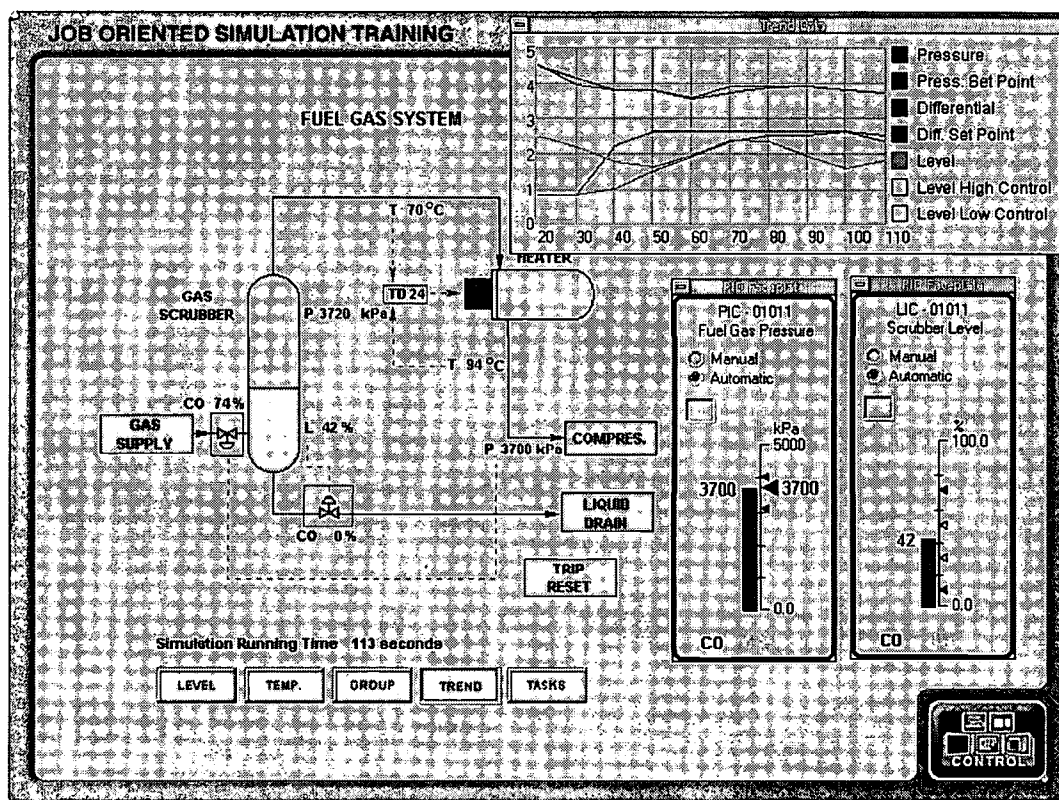 JOB ORIENTED SIMULATION TRAINING
Trend Data
5
4
3
2
1
0
20 30 40 50 60 70 80 90 100 110
Pressure
Press. Set Point
Differential
Diff. Set Point
Level
Level High Control
Level Low Control
FUEL GAS SYSTEM
T 70°C
HEATER
GAS
SCRUBBER
TD 24
P 3720 kPa
T 94°C
CO 74%
GAS
SUPPLY
L 42%
COMPRES.
P 3700 kPa
LIQUID
DRAIN
CO 0%
TRIP
RESET
PIC Faceplate
PIC - 01011
Fuel Gas Pressure
Manual
Automatic
kPa
5000
3700
3700
0.0
CO
LIC - 01011
Scrubber Level
Manual
Automatic
%
100.0
42
0.0
CO
Simulation Running Time 113 seconds
LEVEL
TEMP.
GROUP
TREND
TASKS
CONTROL